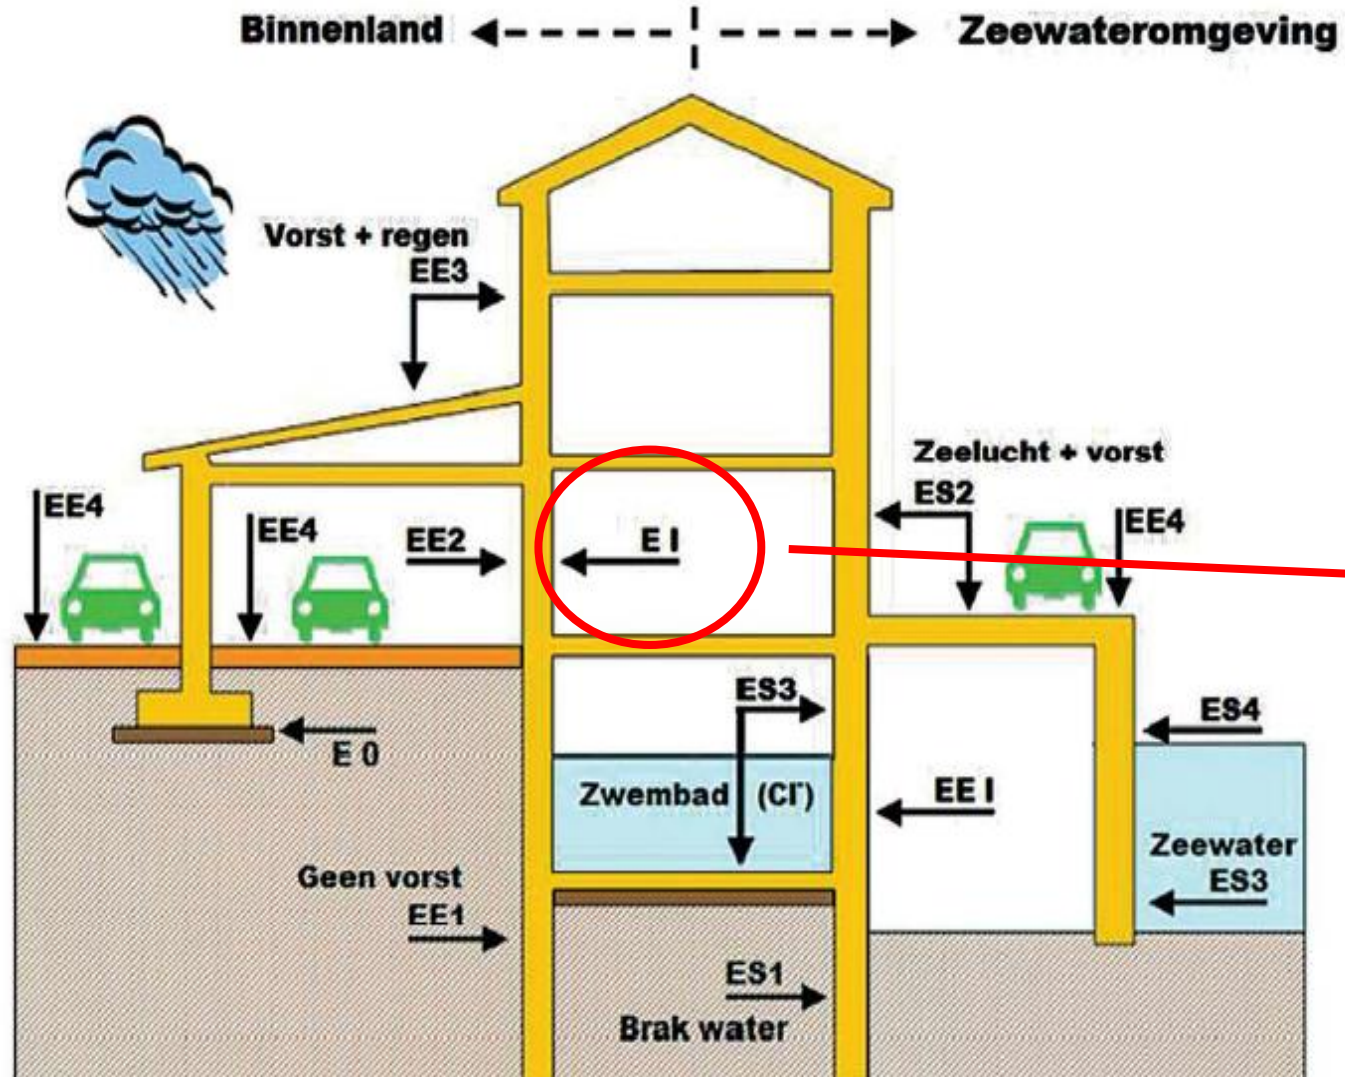 Binnenland
Zeewateromgeving
Vorst + regen
EE3
Zeelucht + vorst
ES2
EE4
EE4
EE2
E I
EE4
ES3
ES4
E 0
Zwembad (Cl⁻)
EE I
Zeewater
ES3
Geen vorst
EE1
ES1
Brak water